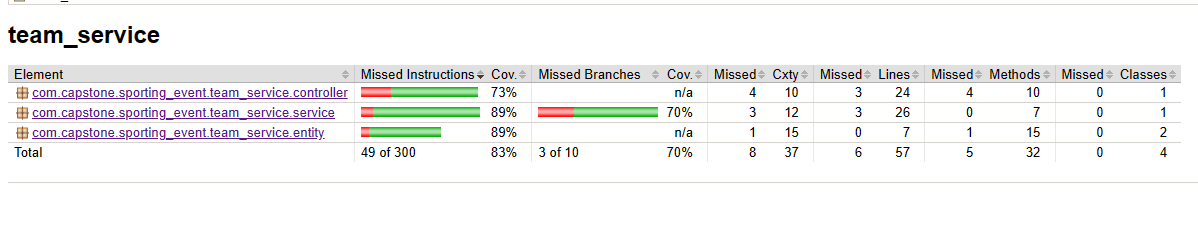 team_service
Element Missed Instructions Cov. Missed Branches Cov. Missed Cxty Missed Lines Missed Methods Missed Classes
com.capstone.sporting_event.team_service.controller 73% n/a 4 10 3 24 4 10 0 1
com.capstone.sporting_event.team_service.service 89% 70% 3 12 3 26 0 7 0 1
com.capstone.sporting_event.team_service.entity 89% n/a 1 15 0 7 1 15 0 2
Total 49 of 300 83% 3 of 10 70% 8 37 6 57 5 32 0 4